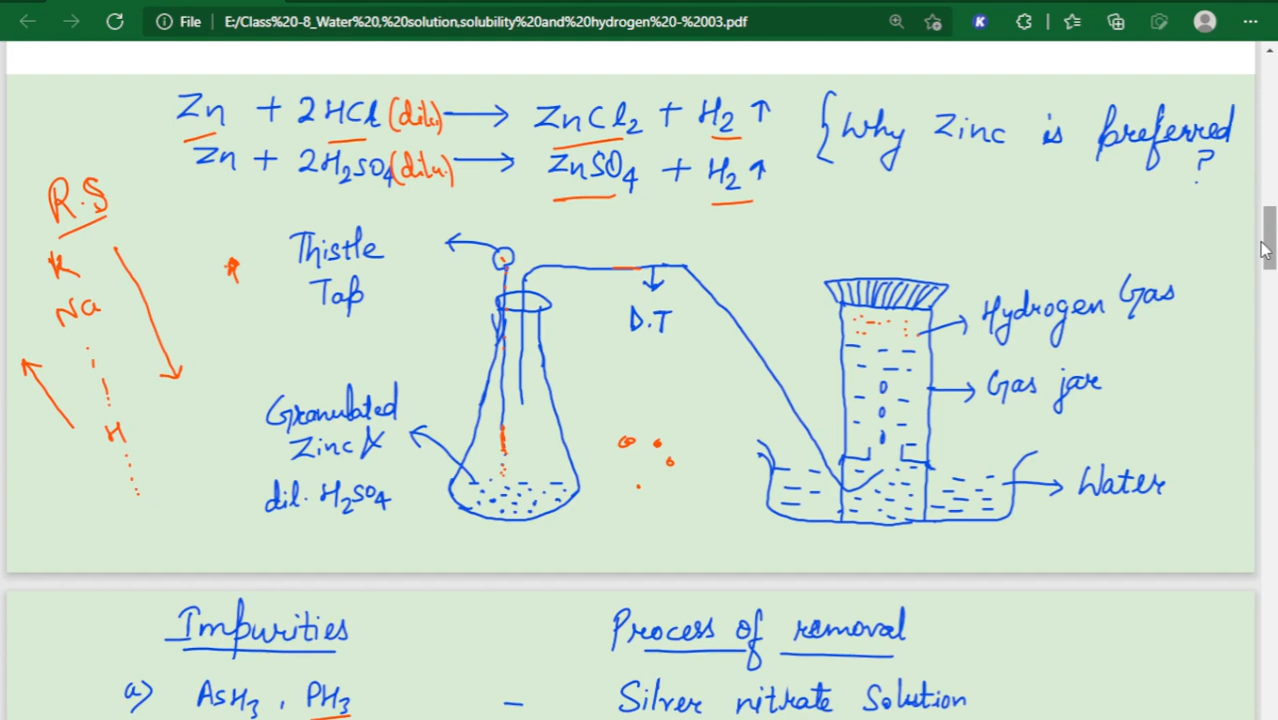 File E:/Class%20-8_Water%20,%20solution,solubility%20and%20hydrogen%20-%2003.pdf
Zn + 2HCl (dil.) → ZnCl2 + H2 ↑ { Why Zinc is preferred ?
Zn + 2H2SO4 (dil.) → ZnSO4 + H2 ↑
R.S
K
Na
H
Thistle
Tap
D.T
Hydrogen Gas
Gas jar
Granulated
Zinc &
dil. H2SO4
Water
Impurities Process of removal
a) AsH3 , PH3 - Silver nitrate Solution